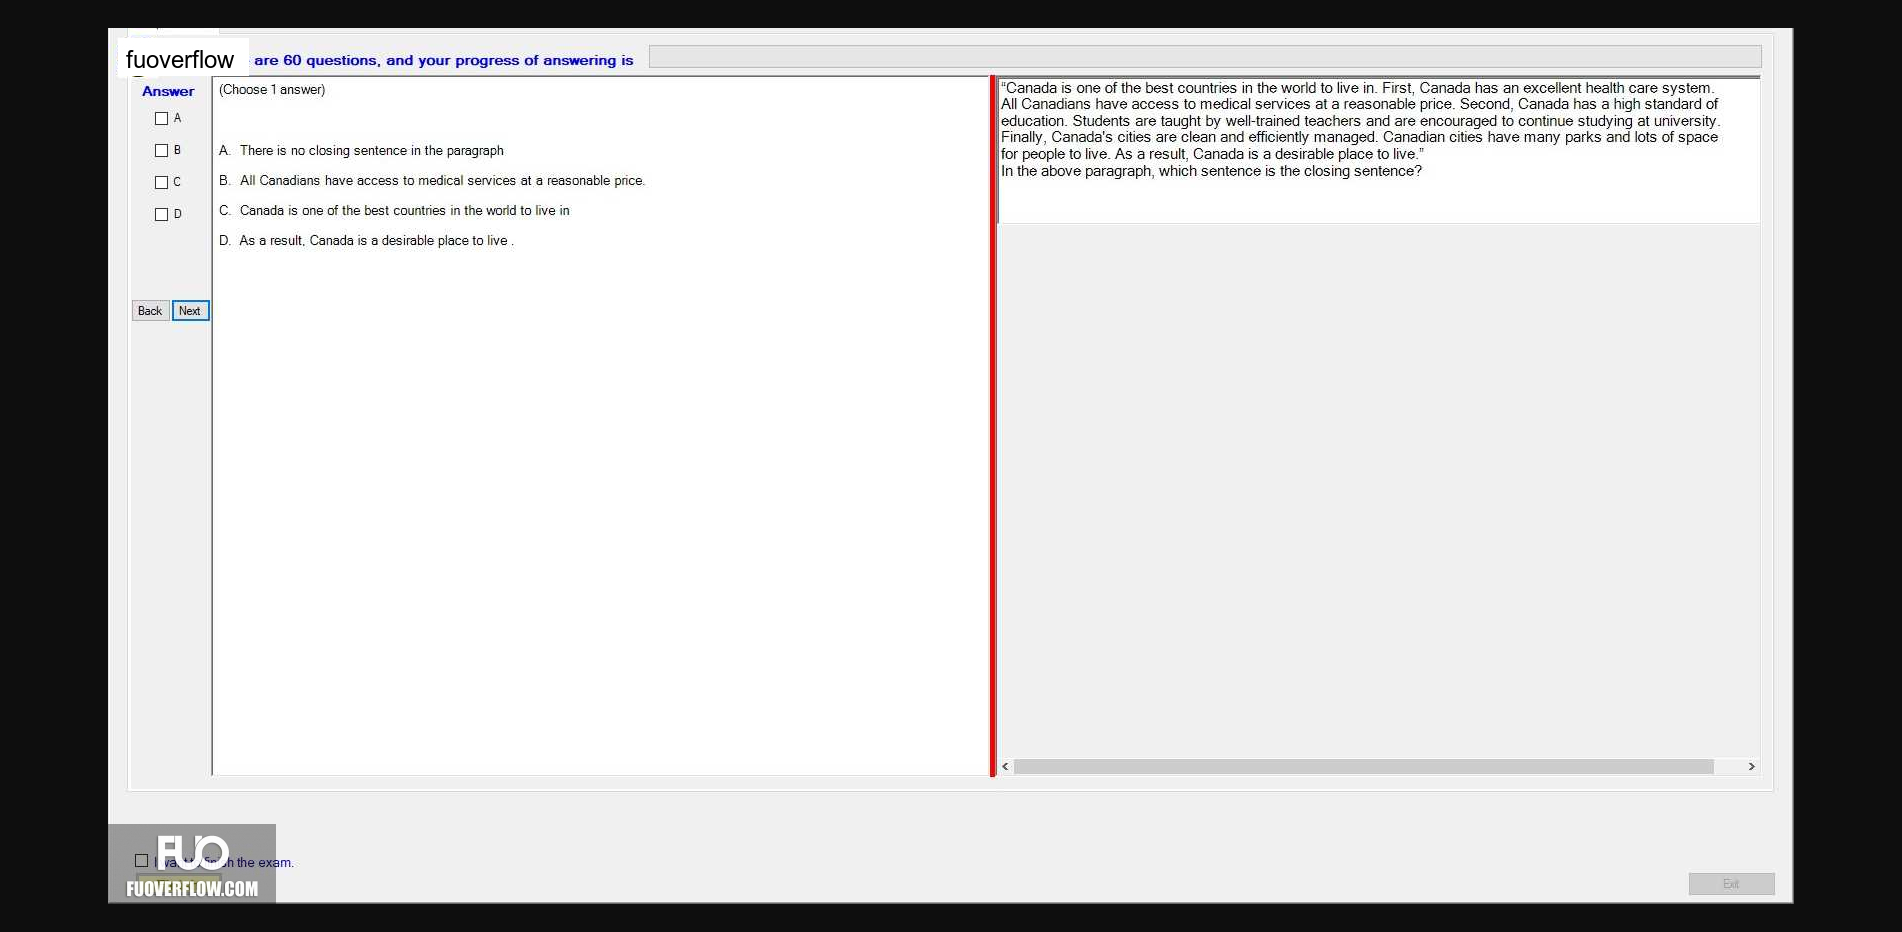 fuoverflow
are 60 questions, and your progress of answering is
Answer
(Choose 1 answer)
A
B
C
D
A. There is no closing sentence in the paragraph
B. All Canadians have access to medical services at a reasonable price.
C. Canada is one of the best countries in the world to live in
D. As a result, Canada is a desirable place to live .
Back Next
"Canada is one of the best countries in the world to live in. First, Canada has an excellent health care system.
All Canadians have access to medical services at a reasonable price. Second, Canada has a high standard of
education. Students are taught by well-trained teachers and are encouraged to continue studying at university.
Finally, Canada's cities are clean and efficiently managed. Canadian cities have many parks and lots of space
for people to live. As a result, Canada is a desirable place to live."
In the above paragraph, which sentence is the closing sentence?
FUO
I want to finish the exam.
FUOVERFLOW.COM
Exit